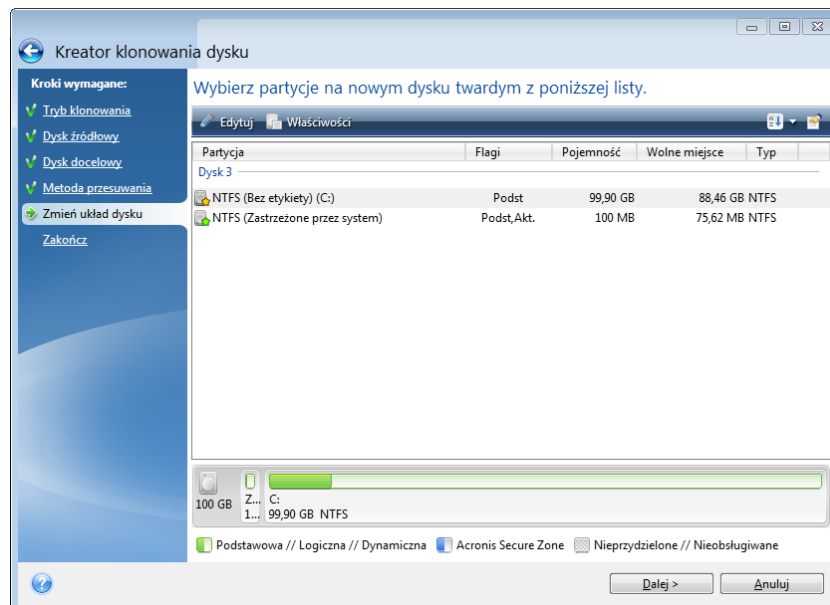 Kreator klonowania dysku
Kroki wymagane:
Tryb klonowania
Dysk źródłowy
Dysk docelowy
Metoda przesuwania
Zmień układ dysku
Zakończ
Wybierz partycje na nowym dysku twardym z poniższej listy.
Edytuj Właściwości
Partycja Flagi Pojemność Wolne miejsce Typ
Dysk 3
NTFS (Bez etykiety) (C:) Podst 99,90 GB 88,46 GB NTFS
NTFS (Zastrzeżone przez system) Podst,Akt. 100 MB 75,62 MB NTFS
100 GB
Z...
1...
C:
99,90 GB NTFS
Podstawowa // Logiczna // Dynamiczna Acronis Secure Zone Nieprzydzielone // Nieobsługiwane
Dalej > Anuluj